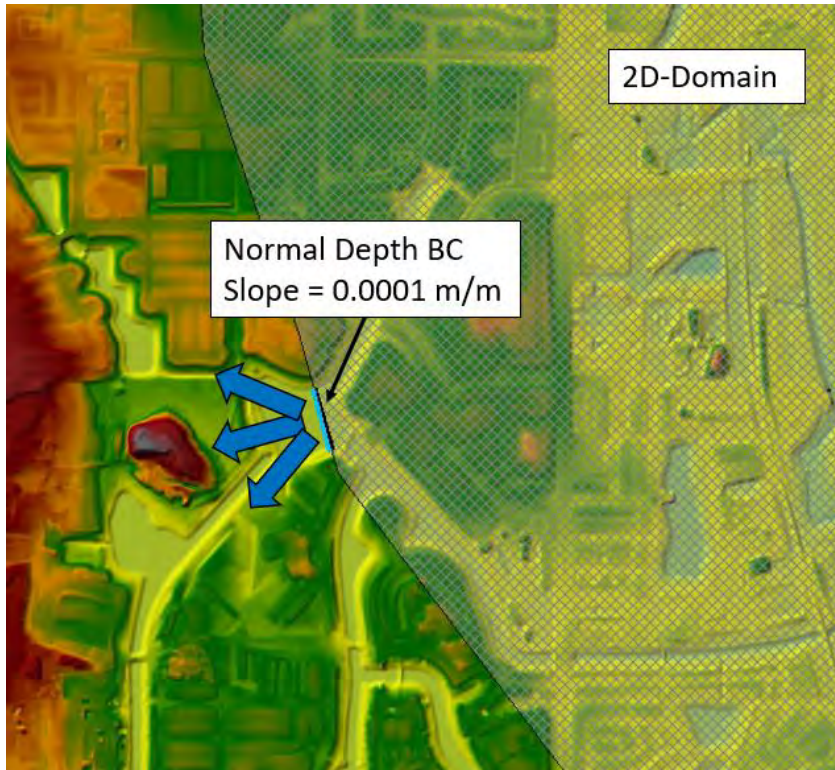 2D-Domain
Normal Depth BC
Slope = 0.0001 m/m